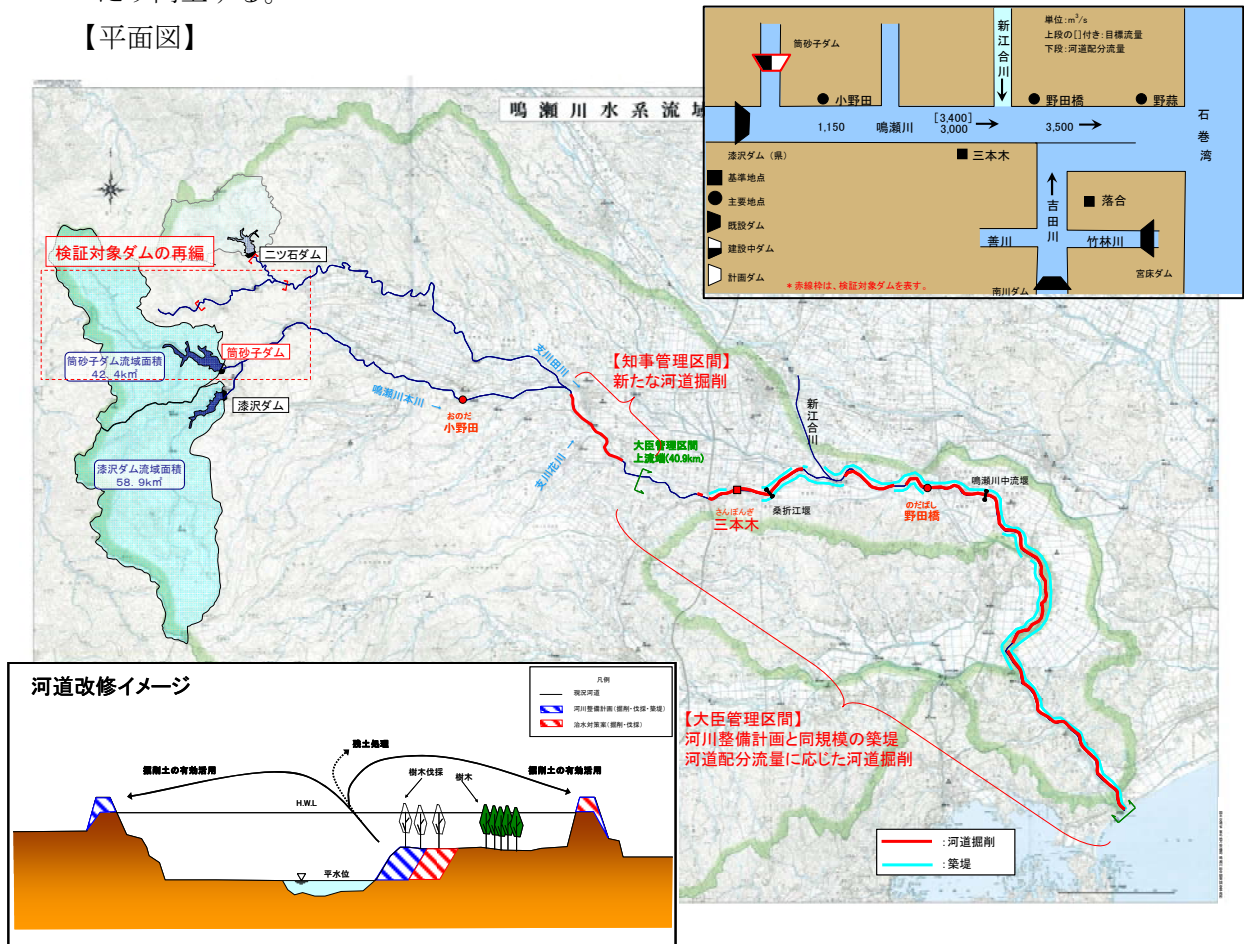 【平面図】
鳴瀬川水系流域
筒砂子ダム
新江合川
単位:m³/s
上段の[]付き:目標流量
下段:河道配分流量
小野田
野田橋
野蒜
1,150
鳴瀬川
[3,400]
3,000
3,500
石巻湾
漆沢ダム(県)
三本木
基準地点
主要地点
既設ダム
建設中ダム
計画ダム
吉田川
落合
善川
竹林川
宮床ダム
南川ダム
*赤線枠は、検証対象ダムを表す。
検証対象ダムの再編
二ツ石ダム
筒砂子ダム
筒砂子ダム流域面積
42.4km²
漆沢ダム
漆沢ダム流域面積
58.9km²
支川田川
鳴瀬川本川
おのだ
小野田
支川花川
【知事管理区間】
新たな河道掘削
大臣管理区間
上流端(40.9km)
新江合川
さんぼんぎ
三本木
桑折江堰
のだばし
野田橋
鳴瀬川中流堰
【大臣管理区間】
河川整備計画と同規模の築堤
河道配分流量に応じた河道掘削
:河道掘削
:築堤
河道改修イメージ
凡例
現況河道
河川整備計画(掘削・伐採・築堤)
治水対策案(掘削・伐採)
残土処理
掘削土の有効活用
樹木伐採
樹木
掘削土の有効活用
H.W.L
平水位